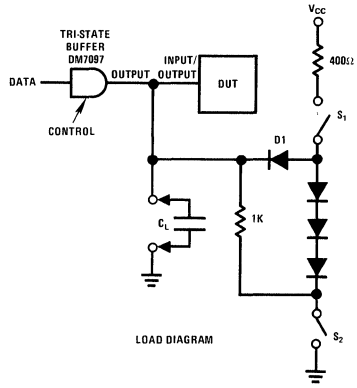 TRI-STATE
BUFFER
DM7097
DATA
OUTPUT
INPUT/
OUTPUT
DUT
CONTROL
VCC
400Ω
S1
D1
CL
1K
S2
LOAD DIAGRAM